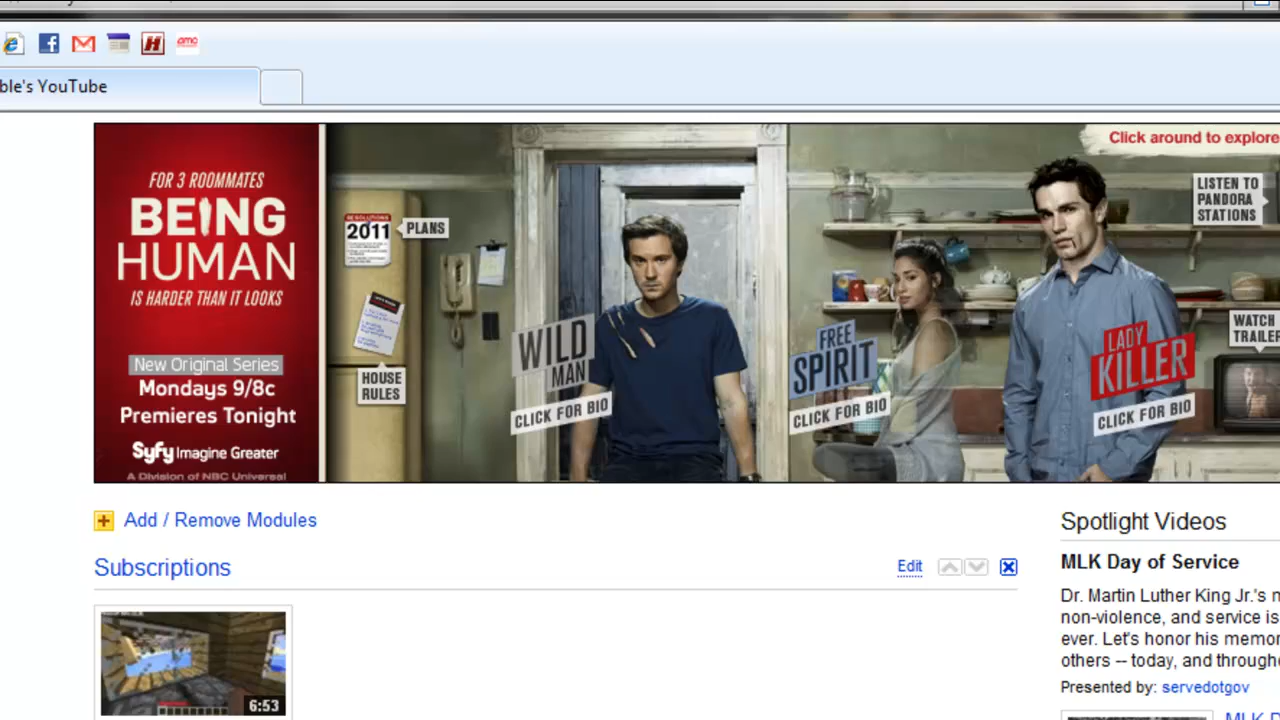 ble's YouTube
Click around to explore
FOR 3 ROOMMATES
BEING
HUMAN
IS HARDER THAN IT LOOKS
New Original Series
Mondays 9/8c
Premieres Tonight
Syfy Imagine Greater
A Division of NBC Universal
RESOLUTIONS
2011
PLANS
HOUSE
RULES
WILD
MAN
CLICK FOR BIO
FREE
SPIRIT
CLICK FOR BIO
LADY
KILLER
CLICK FOR BIO
LISTEN TO
PANDORA
STATIONS
WATCH
TRAILER
Add / Remove Modules
Subscriptions
Edit
6:53
Spotlight Videos
MLK Day of Service
Dr. Martin Luther King Jr.'s
non-violence, and service is
ever. Let's honor his memor
others -- today, and through
Presented by: servedotgov